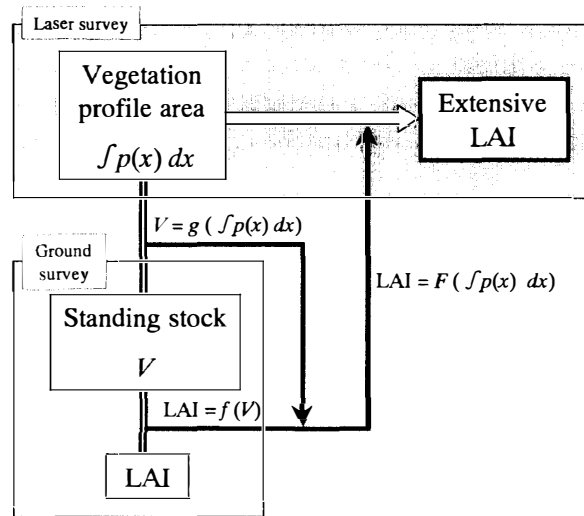 Laser survey
Vegetation
profile area
∫p(x) dx
Extensive
LAI
V = g ( ∫p(x) dx)
Ground
survey
LAI = F ( ∫p(x) dx)
Standing stock
V
LAI = f (V)
LAI